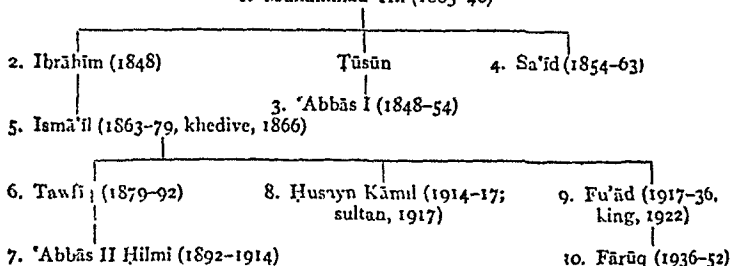 2. Ibrāhīm (1848) Ṭūsūn 4. Sa'īd (1854–63)
3. 'Abbās I (1848–54)
5. Ismā'īl (1863–79, khedive, 1866)
6. (1879–92) 8. Ḥusayn Kāmil (1914–17; 9. Fu'ād (1917–36,
sultan, 1917) king, 1922)
7. 'Abbās II Ḥilmi (1892–1914) 10. Fārūq (1936–52)